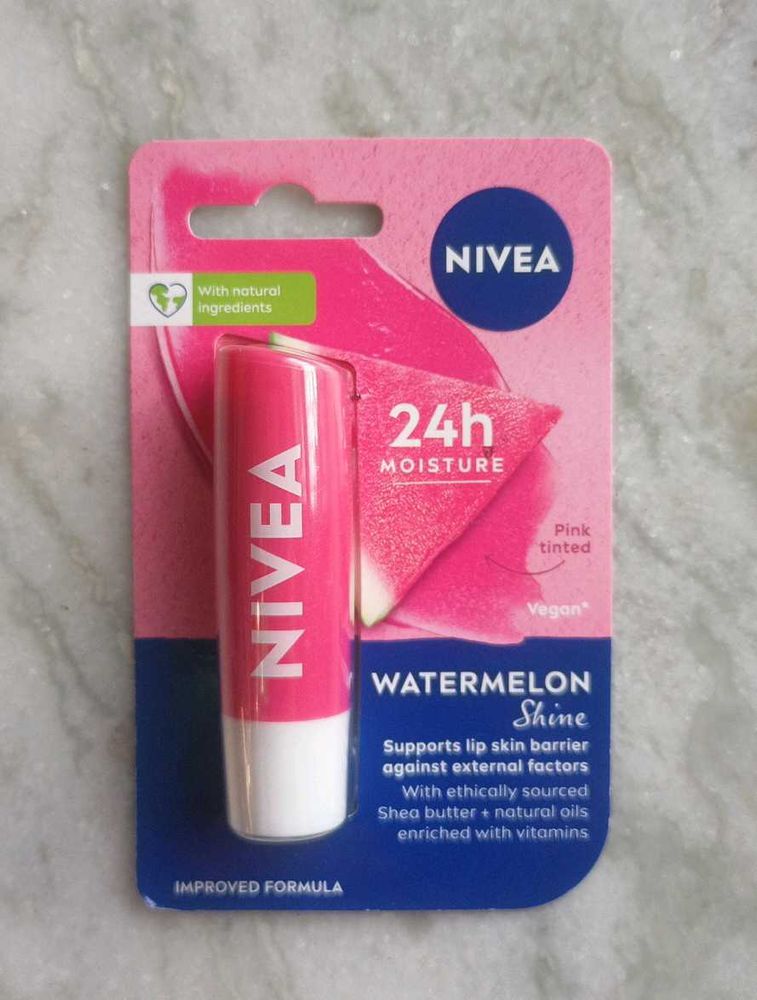 NIVEA
With natural
ingredients
24h
MOISTURE
NIVEA
Pink
tinted
Vegan*
WATERMELON
Shine
Supports lip skin barrier
against external factors
With ethically sourced
Shea butter + natural oils
enriched with vitamins
IMPROVED FORMULA